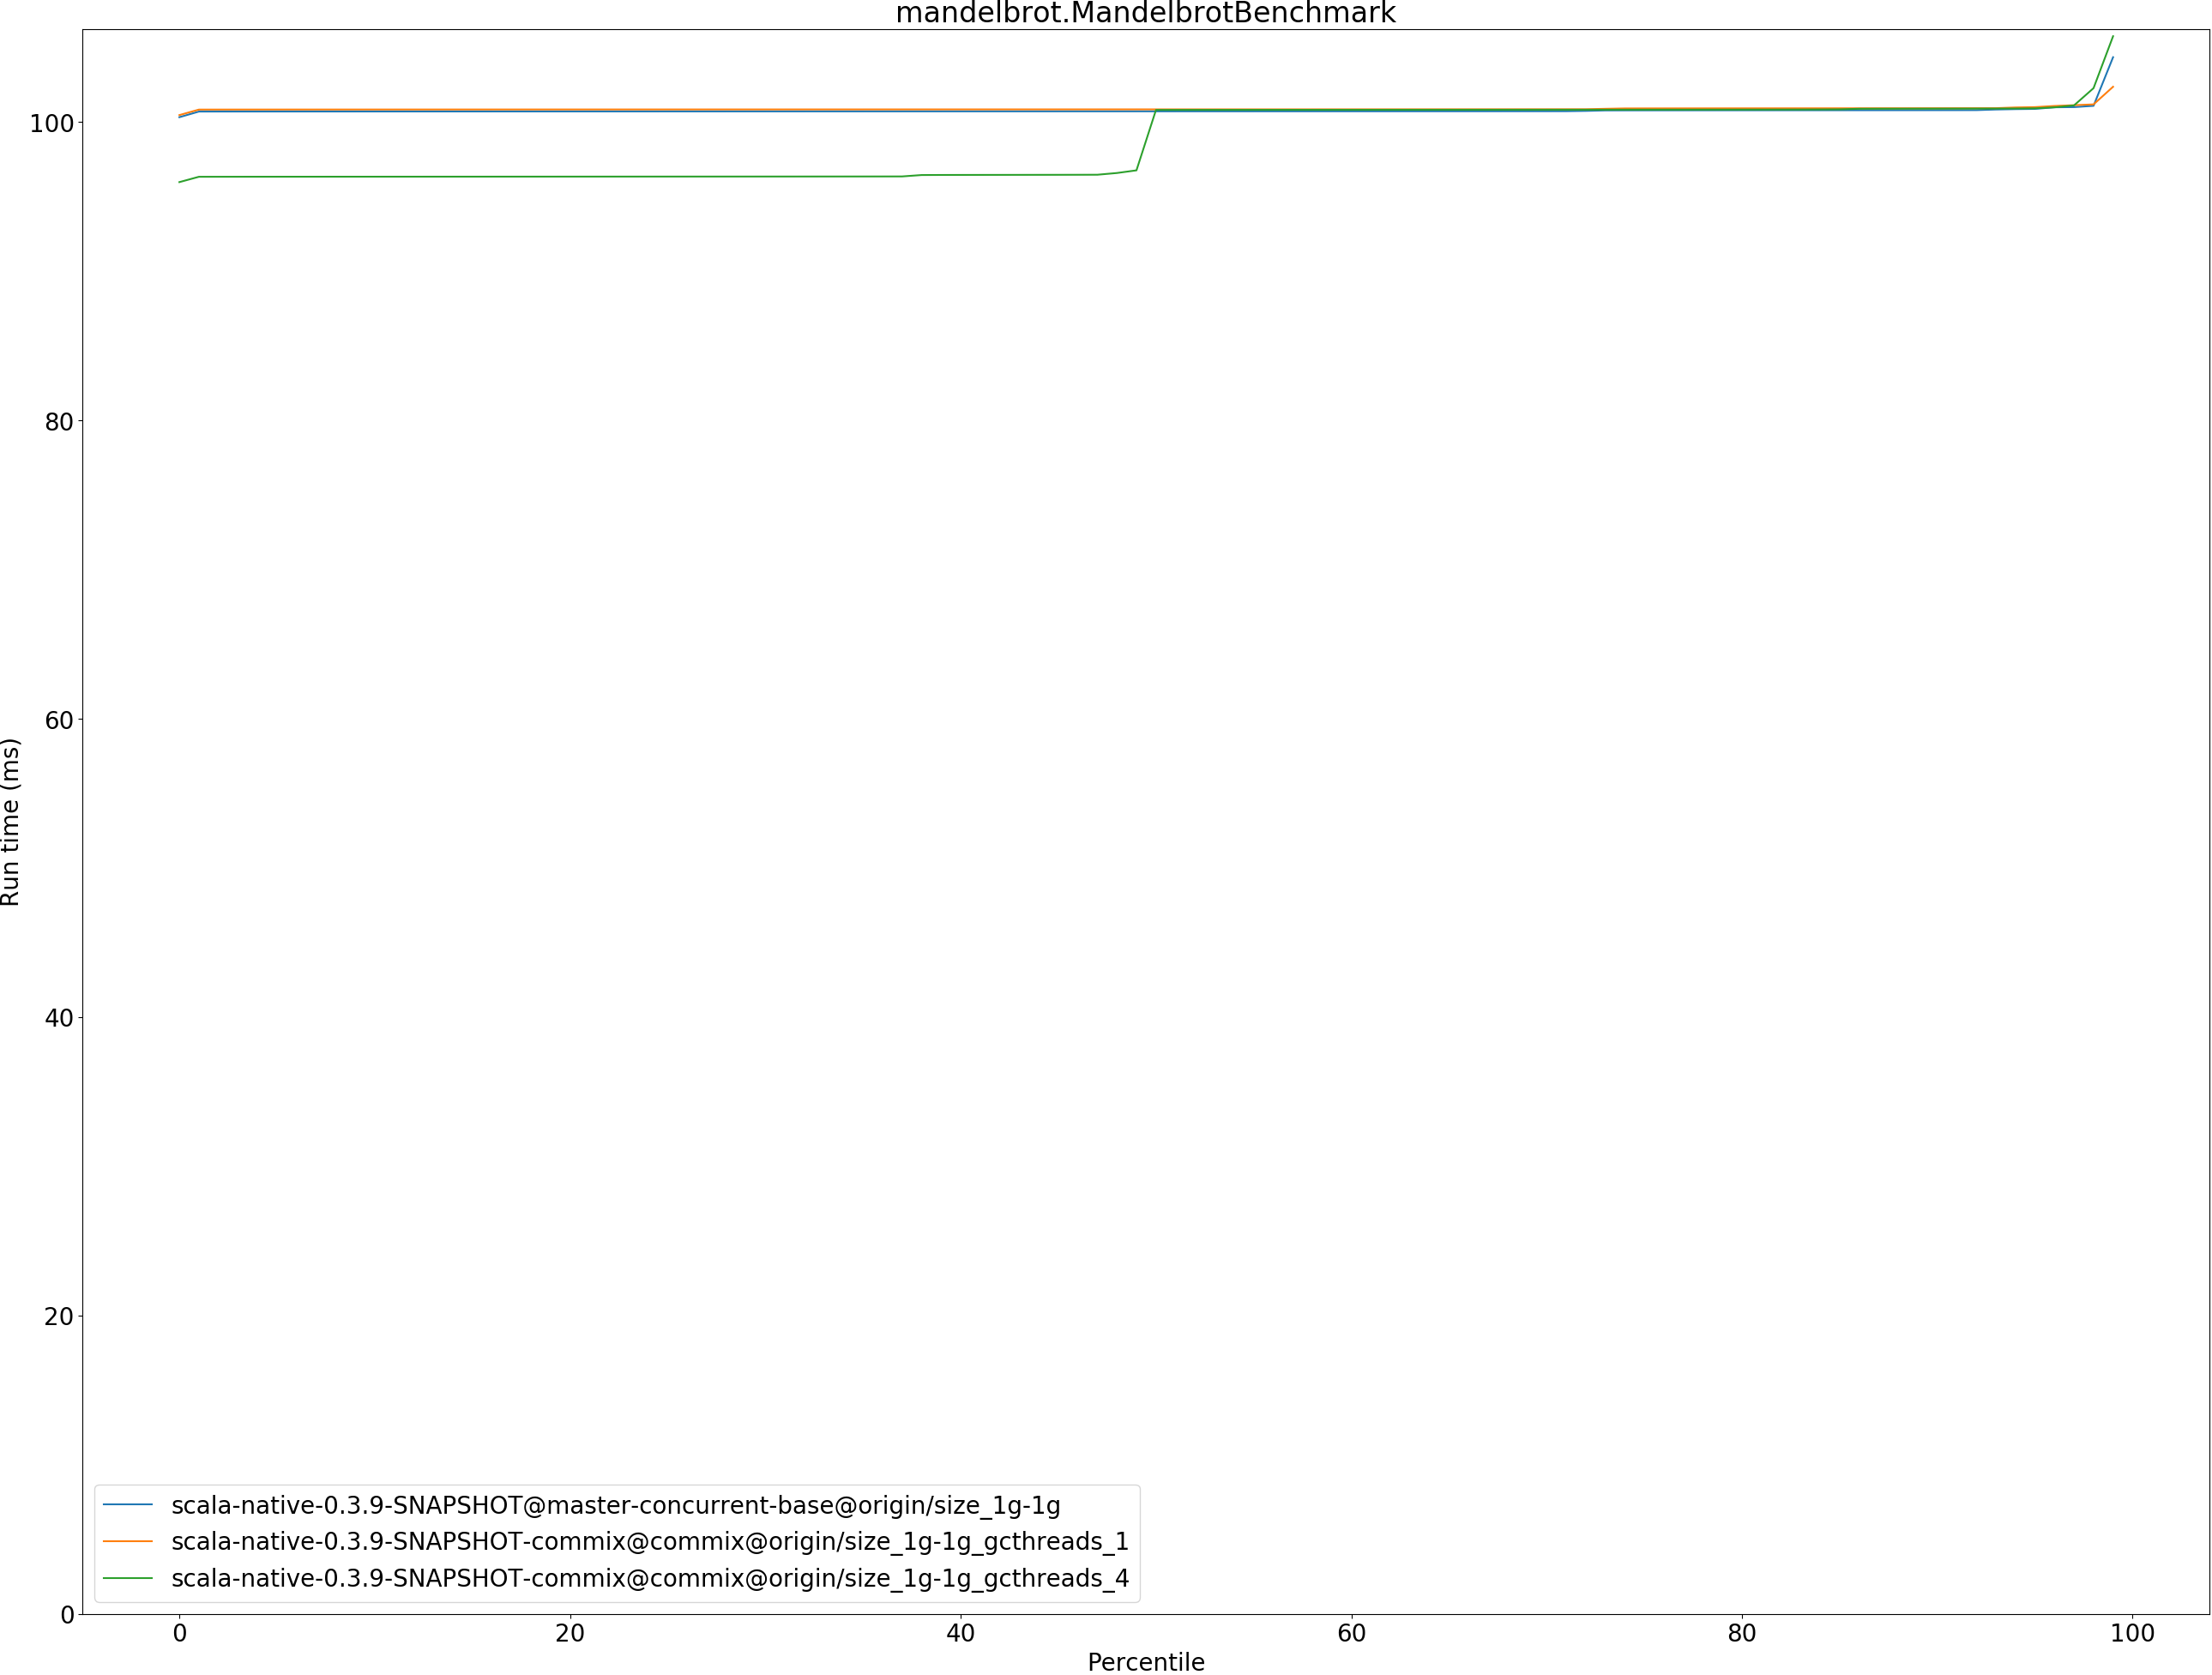 mandelbrot.MandelbrotBenchmark
100
80
60
40
20
0
Run time (ms)
scala-native-0.3.9-SNAPSHOT@master-concurrent-base@origin/size_1g-1g
scala-native-0.3.9-SNAPSHOT-commix@commix@origin/size_1g-1g_gcthreads_1
scala-native-0.3.9-SNAPSHOT-commix@commix@origin/size_1g-1g_gcthreads_4
0 20 40 60 80 100
Percentile